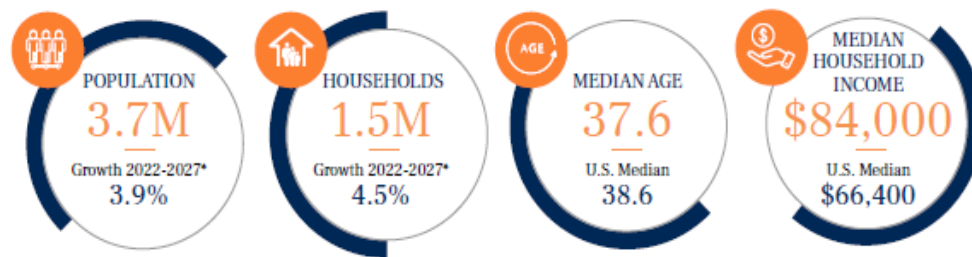 POPULATION
3.7M
Growth 2022-2027*
3.9%
HOUSEHOLDS
1.5M
Growth 2022-2027*
4.5%
AGE
MEDIAN AGE
37.6
U.S. Median
38.6
$
MEDIAN
HOUSEHOLD
INCOME
$84,000
U.S. Median
$66,400